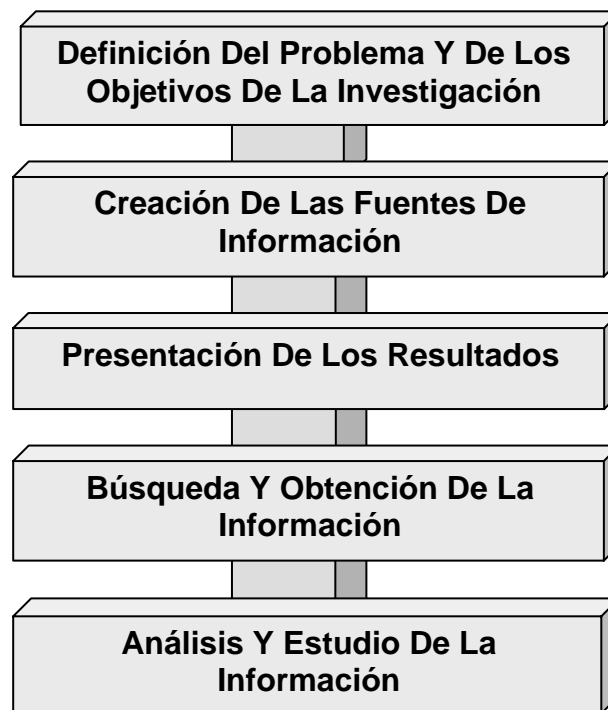 Definición Del Problema Y De Los
Objetivos De La Investigación
Creación De Las Fuentes De
Información
Presentación De Los Resultados
Búsqueda Y Obtención De La
Información
Análisis Y Estudio De La
Información